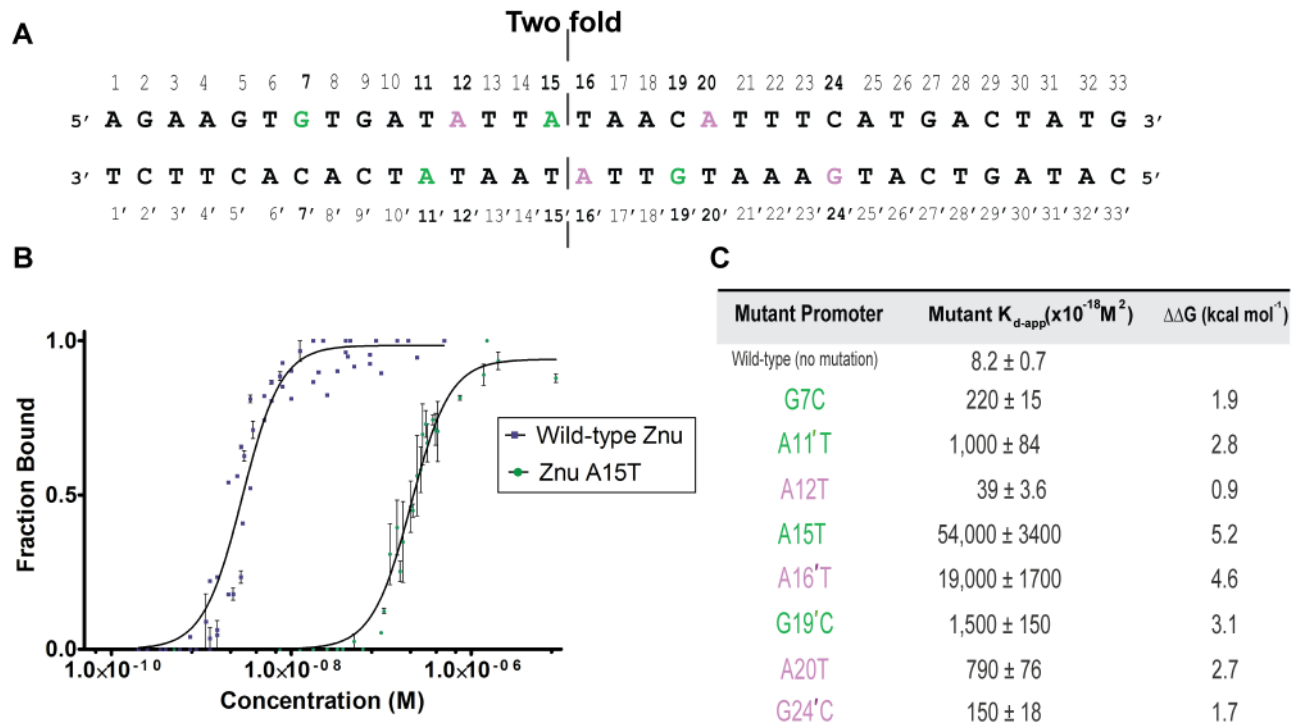 A
Two fold
1 2 3 4 5 6 7 8 9 10 11 12 13 14 15 16 17 18 19 20 21 22 23 24 25 26 27 28 29 30 31 32 33
5′ A G A A G T G T G A T A T T A T A A C A T T T C A T G A C T A T G 3′
3′ T C T T C A C A C T A T A A T A T T G T A A A G T A C T G A T A C 5′
1′ 2′ 3′ 4′ 5′ 6′ 7′ 8′ 9′ 10′ 11′ 12′ 13′ 14′ 15′ 16′ 17′ 18′ 19′ 20′ 21′ 22′ 23′ 24′ 25′ 26′ 27′ 28′ 29′ 30′ 31′ 32′ 33′
B
Fraction Bound
1.0
0.5
0.0
1.0×10⁻¹⁰ 1.0×10⁻⁰⁸ 1.0×10⁻⁰⁶
Concentration (M)
Wild-type Znu
Znu A15T
C
Mutant Promoter Mutant K_d-app(x10⁻¹⁸M²) ΔΔG (kcal mol⁻¹)
Wild-type (no mutation) 8.2 ± 0.7
G7C 220 ± 15 1.9
A11′T 1,000 ± 84 2.8
A12T 39 ± 3.6 0.9
A15T 54,000 ± 3400 5.2
A16′T 19,000 ± 1700 4.6
G19′C 1,500 ± 150 3.1
A20T 790 ± 76 2.7
G24′C 150 ± 18 1.7